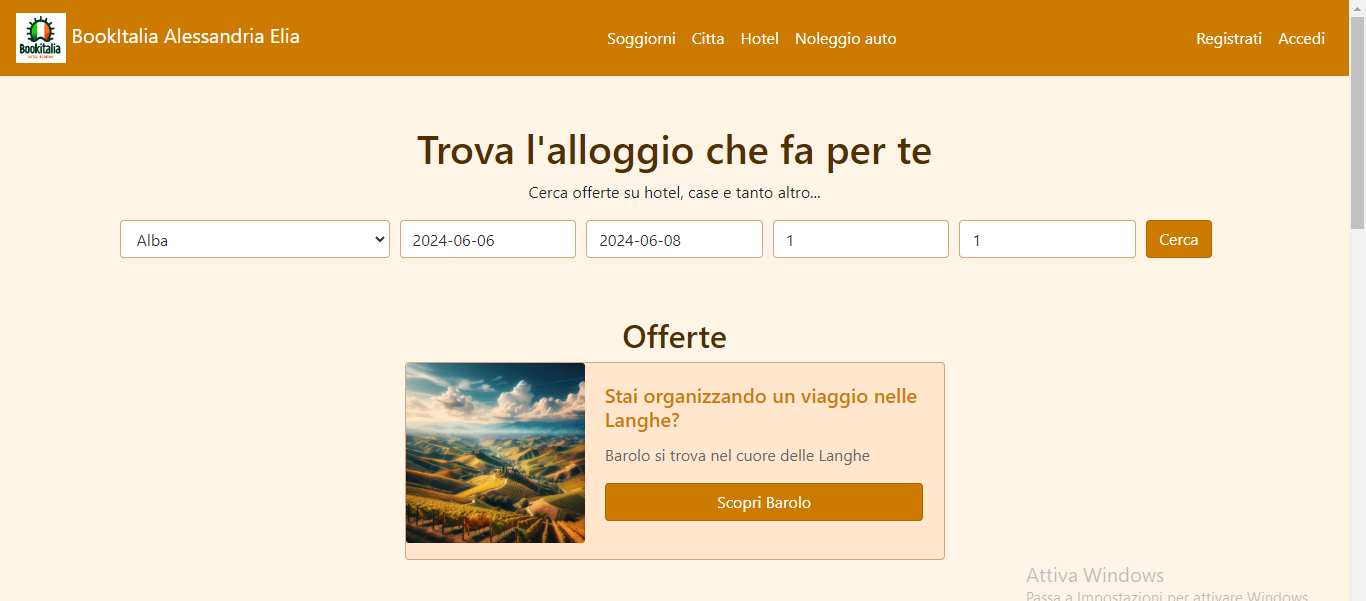 Bookitalia
HOTEL BOOKING
BookItalia Alessandria Elia
Soggiorni Citta Hotel Noleggio auto
Registrati Accedi
Trova l'alloggio che fa per te
Cerca offerte su hotel, case e tanto altro...
Alba 2024-06-06 2024-06-08 1 1 Cerca
Offerte
Stai organizzando un viaggio nelle
Langhe?
Barolo si trova nel cuore delle Langhe
Scopri Barolo
Attiva Windows
Passa a Impostazioni per attivare Windows.